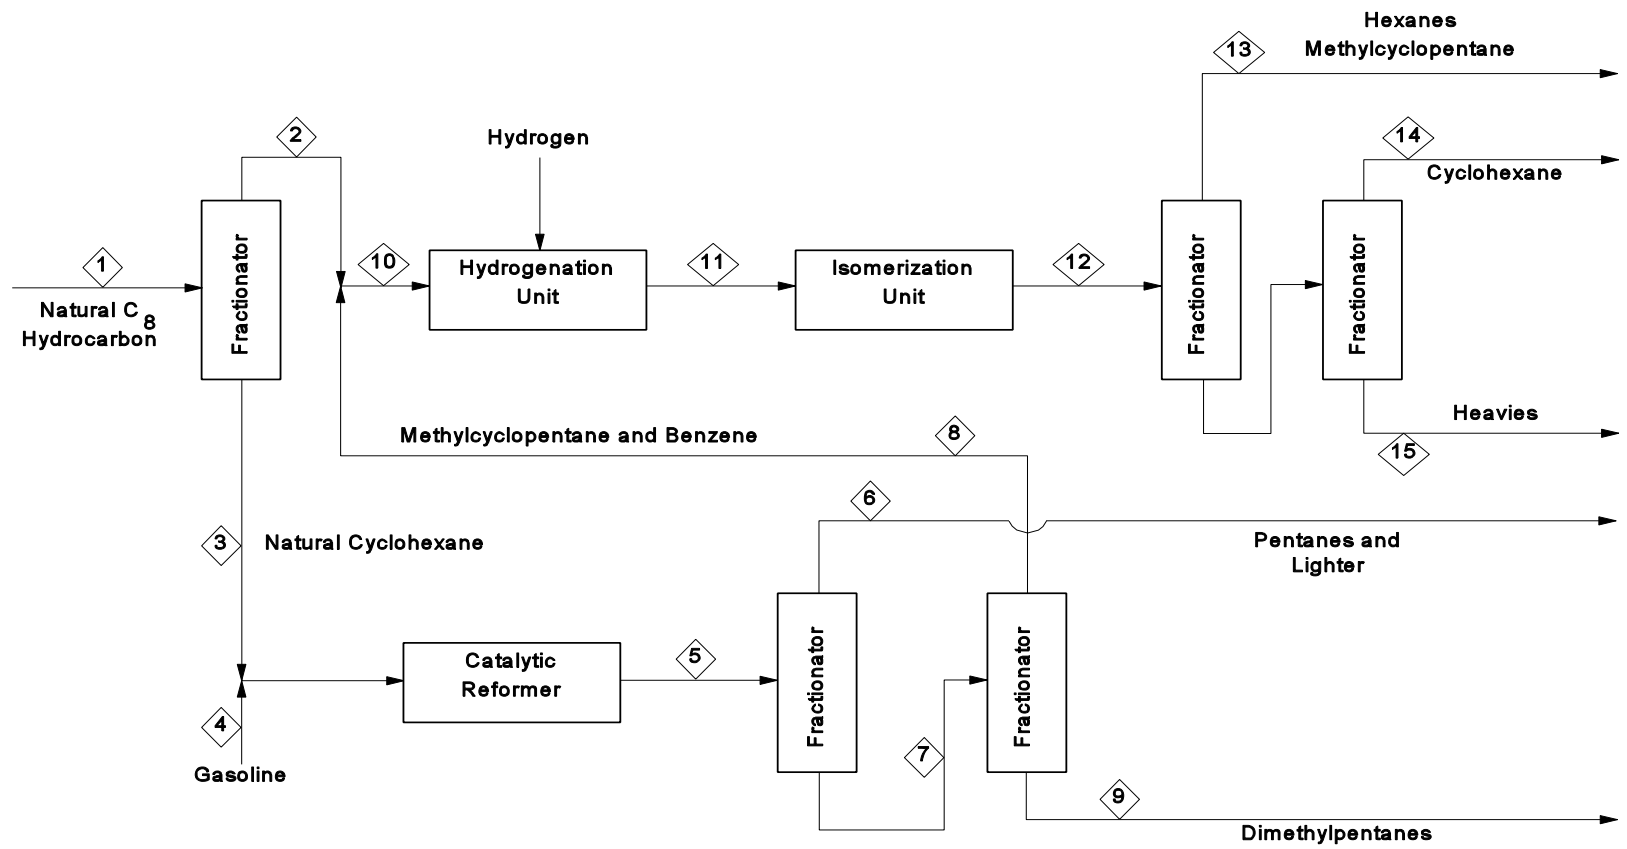 Hexanes
Methylcyclopentane
13
2
Hydrogen
14
Cyclohexane
1
Natural C8
Hydrocarbon
Fractionator
10
Hydrogenation
Unit
11
Isomerization
Unit
12
Fractionator
Fractionator
Heavies
15
Methylcyclopentane and Benzene
8
6
Pentanes and
Lighter
3
Natural Cyclohexane
4
Gasoline
Catalytic
Reformer
5
Fractionator
7
Fractionator
9
Dimethylpentanes